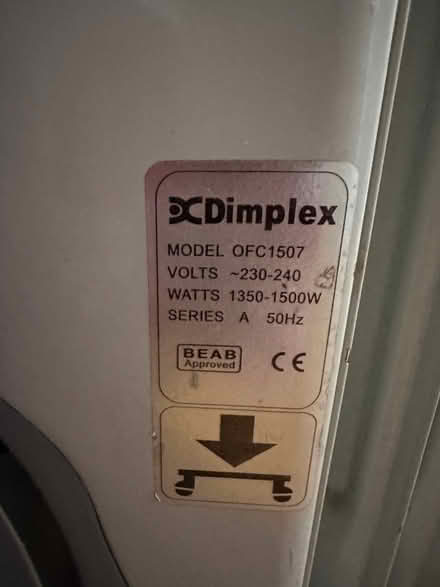 Dimplex
MODEL OFC1507
VOLTS ~230-240
WATTS 1350-1500W
SERIES A 50Hz
BEAB
Approved
CE